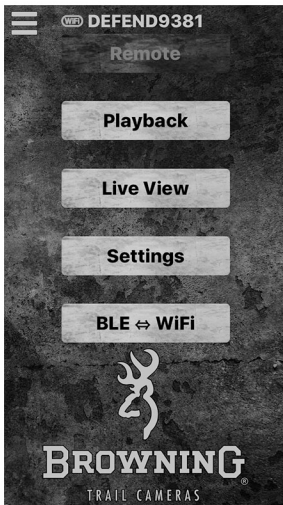 WiFi DEFEND9381
Remote
Playback
Live View
Settings
BLE ⇔ WiFi
BROWNING®
TRAIL CAMERAS